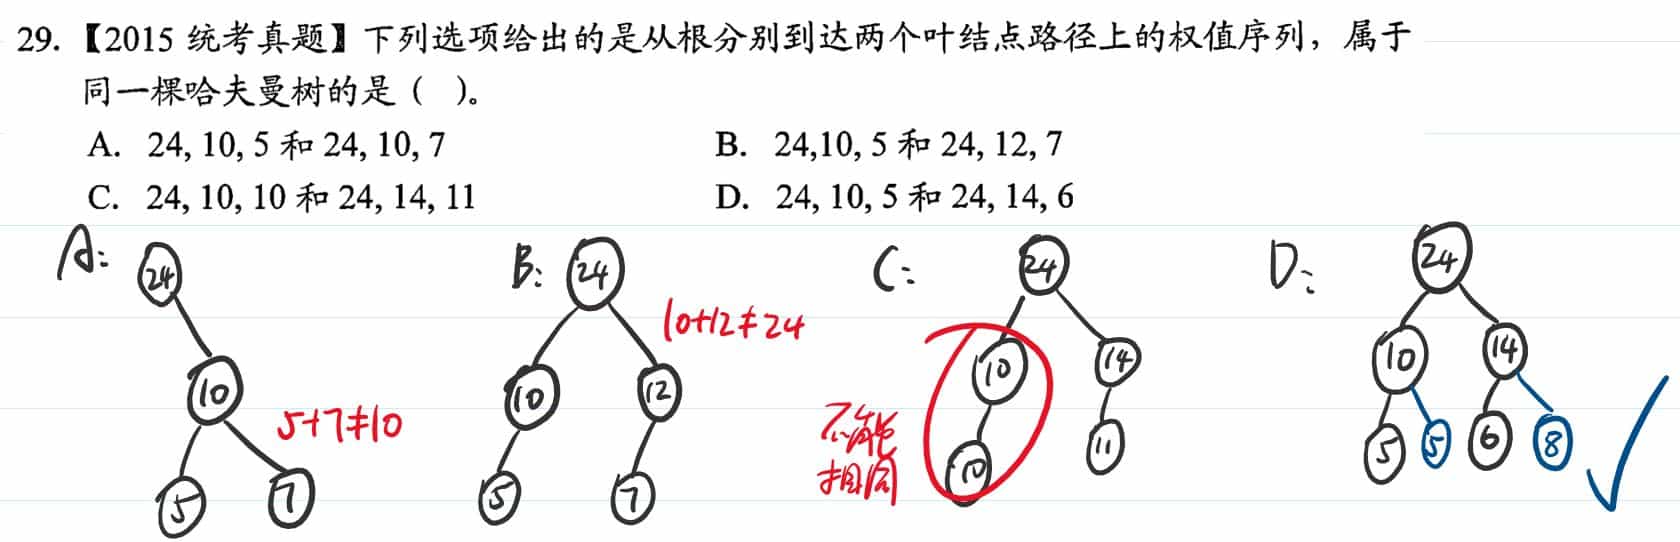 29.【2015 统考真题】下列选项给出的是从根分别到达两个叶结点路径上的权值序列，属于
同一棵哈夫曼树的是（ ）。
A. 24, 10, 5 和 24, 10, 7
B. 24,10, 5 和 24, 12, 7
C. 24, 10, 10 和 24, 14, 11
D. 24, 10, 5 和 24, 14, 6
A:
24
10
5+7≠10
5 7
B:
24
10+12≠24
10 12
5 7
C:
24
10 14
不能
相同
10 11
D:
24
10 14
5 5 6 8